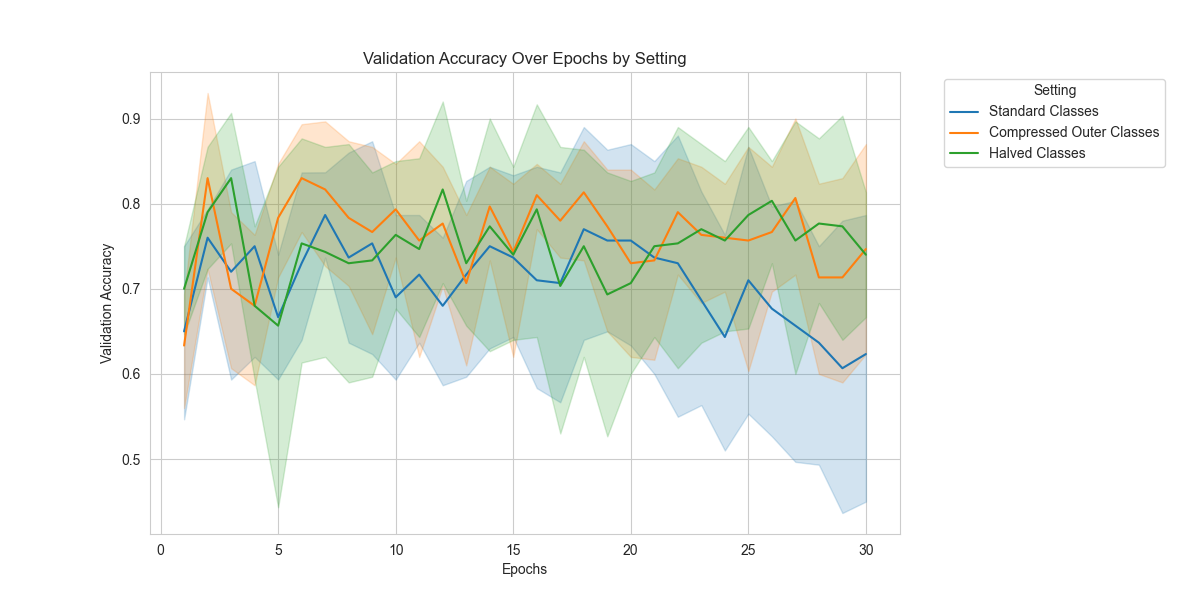 Validation Accuracy Over Epochs by Setting
Setting
Standard Classes
Compressed Outer Classes
Halved Classes
Validation Accuracy
0.9
0.8
0.7
0.6
0.5
0 5 10 15 20 25 30
Epochs